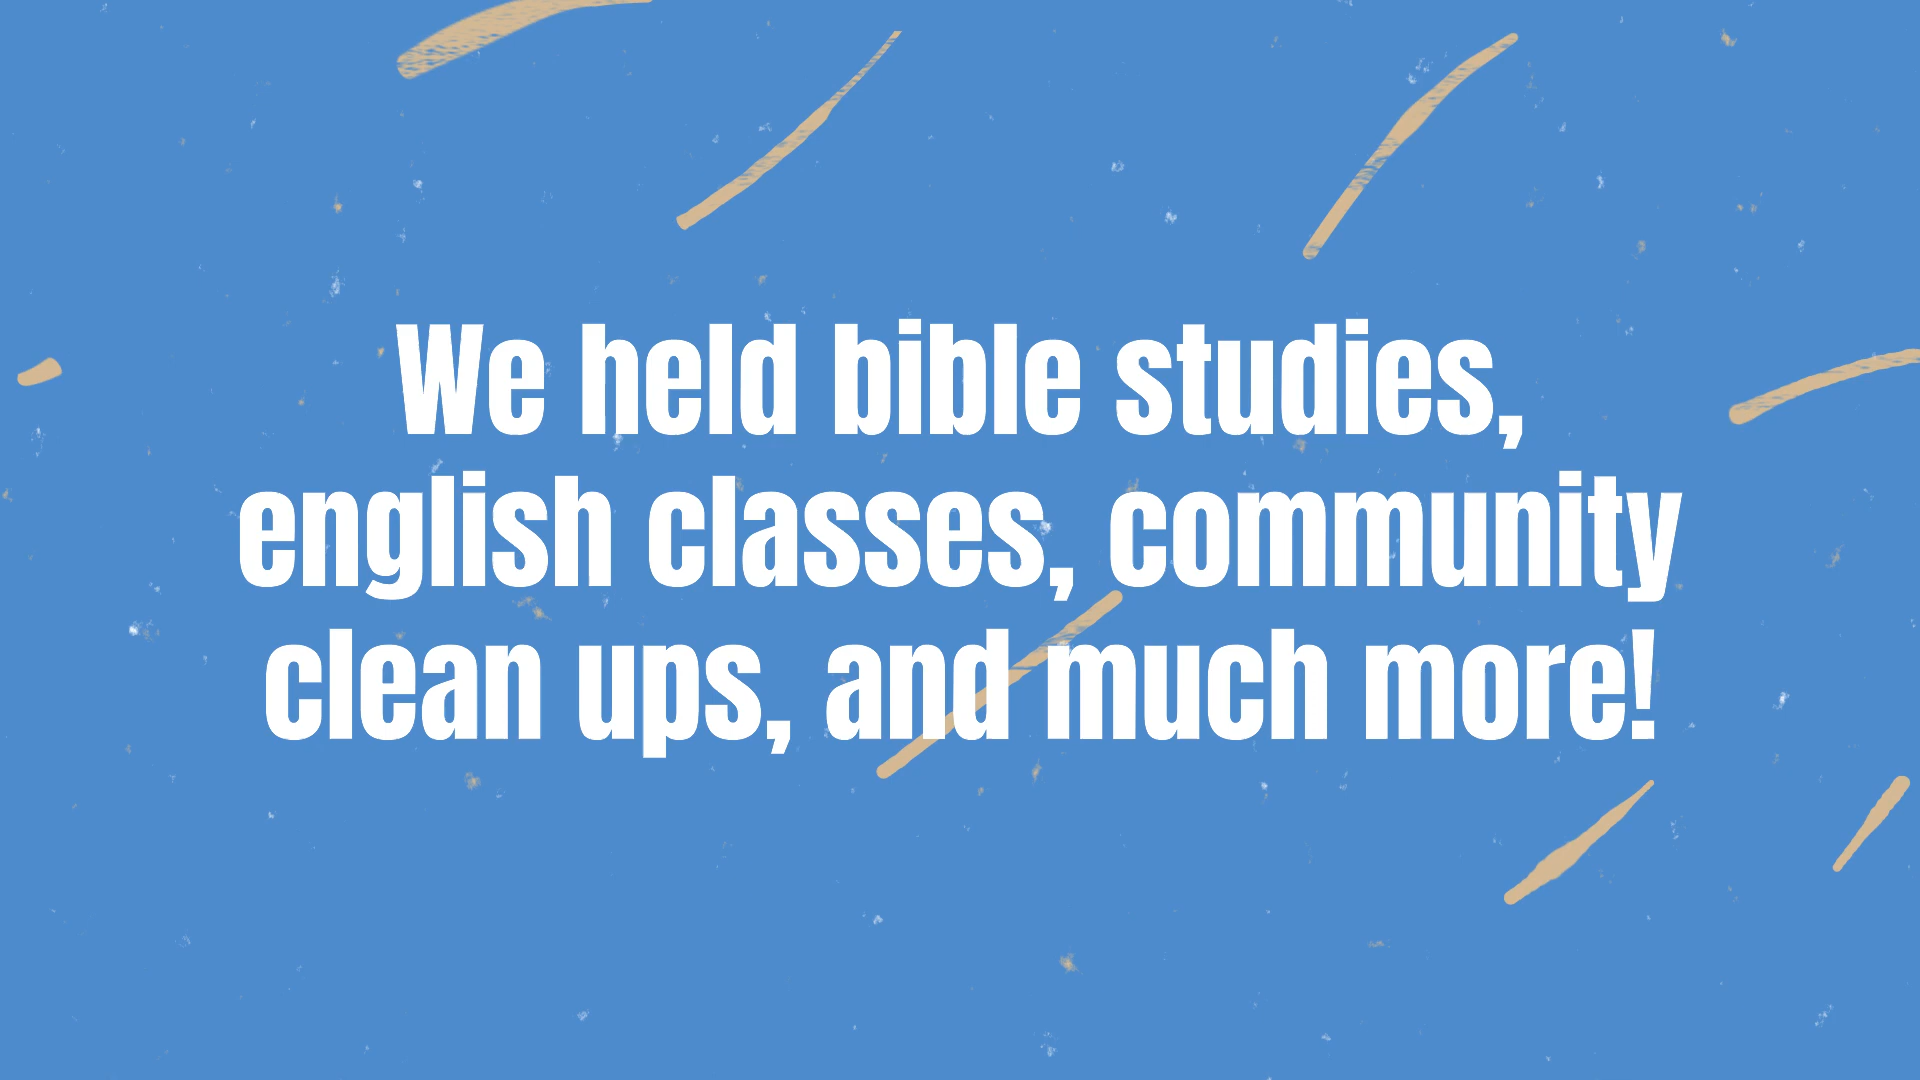 We held bible studies,
english classes, community
clean ups, and much more!